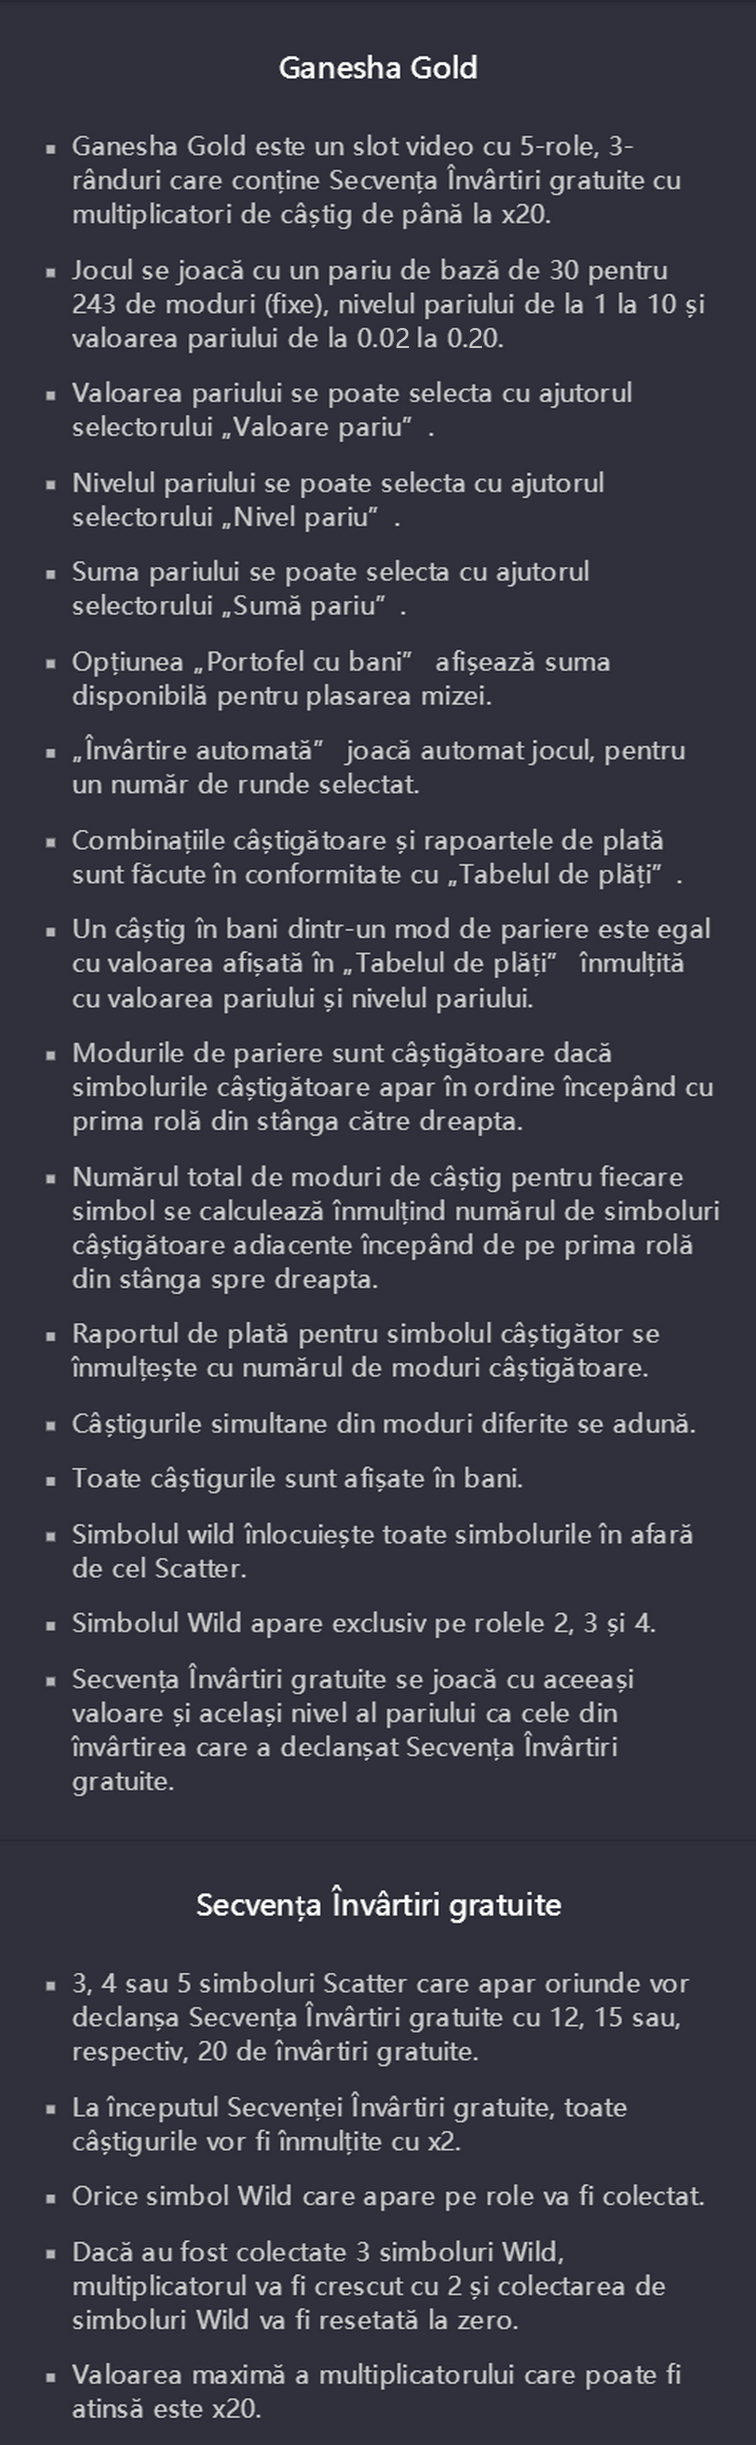 Ganesha Gold
▪ Ganesha Gold este un slot video cu 5-role, 3-
rânduri care conține Secvența Învârtiri gratuite cu
multiplicatori de câștig de până la x20.
▪ Jocul se joacă cu un pariu de bază de 30 pentru
243 de moduri (fixe), nivelul pariului de la 1 la 10 și
valoarea pariului de la 0.02 la 0.20.
▪ Valoarea pariului se poate selecta cu ajutorul
selectorului „Valoare pariu” .
▪ Nivelul pariului se poate selecta cu ajutorul
selectorului „Nivel pariu” .
▪ Suma pariului se poate selecta cu ajutorul
selectorului „Sumă pariu” .
▪ Opțiunea „Portofel cu bani” afișează suma
disponibilă pentru plasarea mizei.
▪ „Învârtire automată” joacă automat jocul, pentru
un număr de runde selectat.
▪ Combinațiile câștigătoare și rapoartele de plată
sunt făcute în conformitate cu „Tabelul de plăți” .
▪ Un câștig în bani dintr-un mod de pariere este egal
cu valoarea afișată în „Tabelul de plăți” înmulțită
cu valoarea pariului și nivelul pariului.
▪ Modurile de pariere sunt câștigătoare dacă
simbolurile câștigătoare apar în ordine începând cu
prima rolă din stânga către dreapta.
▪ Numărul total de moduri de câștig pentru fiecare
simbol se calculează înmulțind numărul de simboluri
câștigătoare adiacente începând de pe prima rolă
din stânga spre dreapta.
▪ Raportul de plată pentru simbolul câștigător se
înmulțește cu numărul de moduri câștigătoare.
▪ Câștigurile simultane din moduri diferite se adună.
▪ Toate câștigurile sunt afișate în bani.
▪ Simbolul wild înlocuiește toate simbolurile în afară
de cel Scatter.
▪ Simbolul Wild apare exclusiv pe rolele 2, 3 și 4.
▪ Secvența Învârtiri gratuite se joacă cu aceeași
valoare și același nivel al pariului ca cele din
învârtirea care a declanșat Secvența Învârtiri
gratuite.
Secvența Învârtiri gratuite
▪ 3, 4 sau 5 simboluri Scatter care apar oriunde vor
declanșa Secvența Învârtiri gratuite cu 12, 15 sau,
respectiv, 20 de învârtiri gratuite.
▪ La începutul Secvenței Învârtiri gratuite, toate
câștigurile vor fi înmulțite cu x2.
▪ Orice simbol Wild care apare pe role va fi colectat.
▪ Dacă au fost colectate 3 simboluri Wild,
multiplicatorul va fi crescut cu 2 și colectarea de
simboluri Wild va fi resetată la zero.
▪ Valoarea maximă a multiplicatorului care poate fi
atinsă este x20.